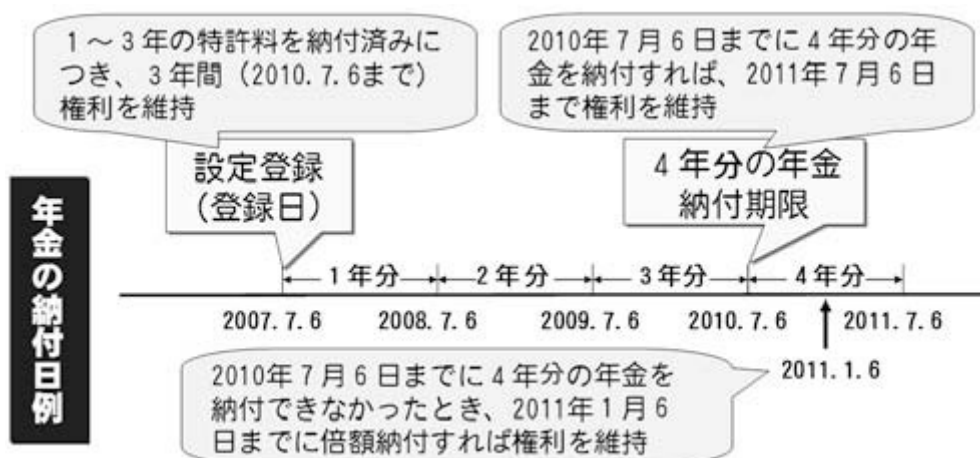 1～3年の特許料を納付済みに
つき、3年間（2010.7.6まで）
権利を維持
2010年7月6日までに4年分の年
金を納付すれば、2011年7月6日
まで権利を維持
設定登録
（登録日）
4年分の年金
納付期限
年金の納付日例
1年分
2年分
3年分
4年分
2007.7.6
2008.7.6
2009.7.6
2010.7.6
2011.7.6
2011.1.6
2010年7月6日までに4年分の年金を
納付できなかったとき、2011年1月6
日までに倍額納付すれば権利を維持